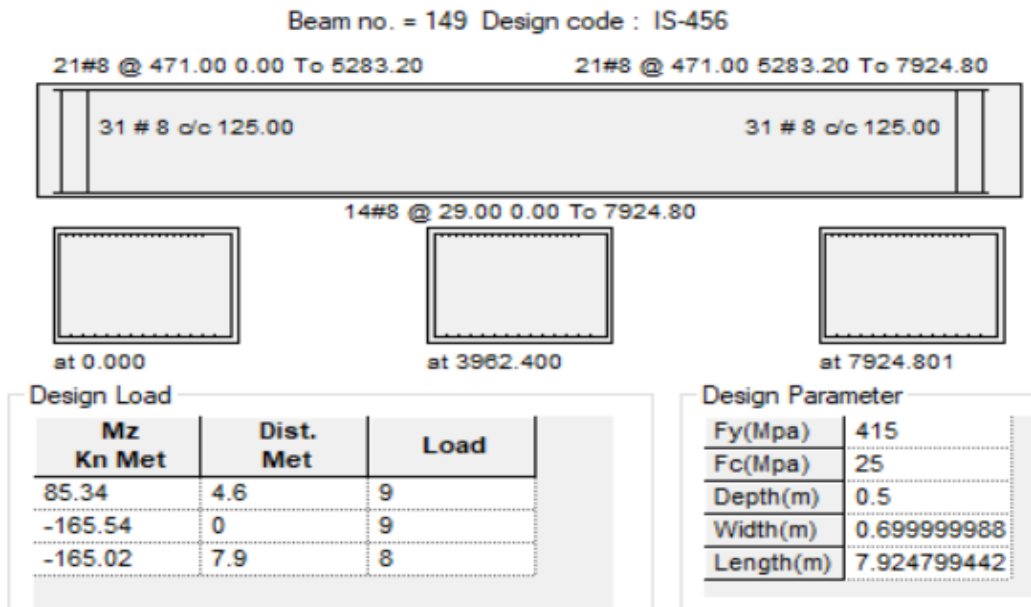 Beam no. = 149 Design code : IS-456
21#8 @ 471.00 0.00 To 5283.20 21#8 @ 471.00 5283.20 To 7924.80
31 # 8 c/c 125.00 31 # 8 c/c 125.00
14#8 @ 29.00 0.00 To 7924.80
at 0.000 at 3962.400 at 7924.801
Design Load
Mz Kn Met Dist. Met Load
85.34 4.6 9
-165.54 0 9
-165.02 7.9 8
Design Parameter
Fy(Mpa) 415
Fc(Mpa) 25
Depth(m) 0.5
Width(m) 0.699999988
Length(m) 7.924799442